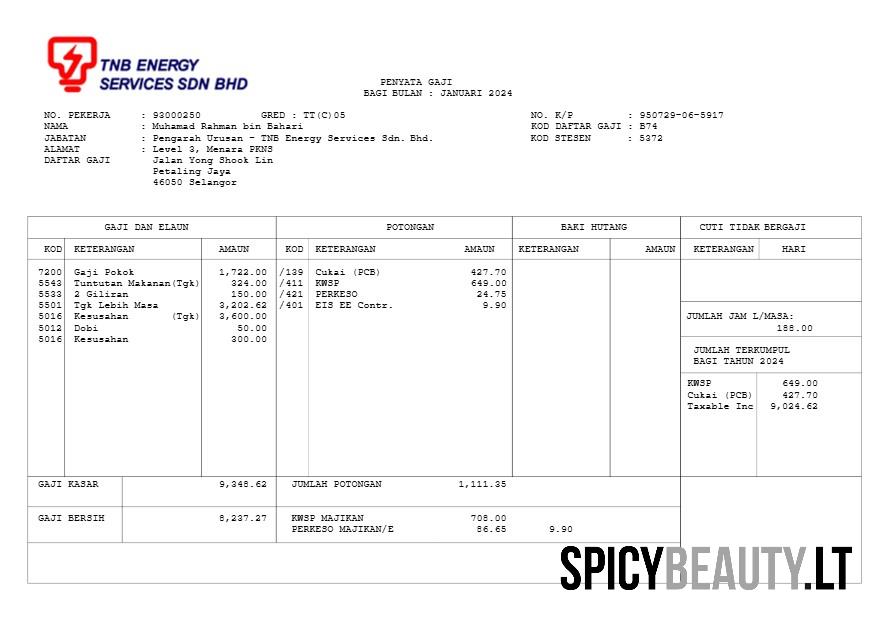 TNB ENERGY
SERVICES SDN BHD
PENYATA GAJI
BAGI BULAN : JANUARI 2024
NO. PEKERJA : 93000250 GRED : TT(C)05 NO. K/P : 950729-06-5917
NAMA : Muhamad Rahman bin Bahari KOD DAFTAR GAJI : B74
JABATAN : Pengarah Urusan - TNB Energy Services Sdn. Bhd. KOD STESEN : 5372
ALAMAT : Level 3, Menara PKNS
DAFTAR GAJI Jalan Yong Shook Lin
Petaling Jaya
46050 Selangor
GAJI DAN ELAUN POTONGAN BAKI HUTANG CUTI TIDAK BERGAJI
KOD KETERANGAN AMAUN KOD KETERANGAN AMAUN KETERANGAN AMAUN KETERANGAN HARI
7200 Gaji Pokok 1,722.00 /139 Cukai (PCB) 427.70
5543 Tuntutan Makanan(Tgk) 324.00 /411 KWSP 649.00
5533 2 Giliran 150.00 /421 PERKESO 24.75
5501 Tgk Lebih Masa 3,202.62 /401 EIS EE Contr. 9.90
5016 Kesusahan (Tgk) 3,600.00 JUMLAH JAM L/MASA:
5012 Dobi 50.00 188.00
5016 Kesusahan 300.00
JUMLAH TERKUMPUL
BAGI TAHUN 2024
KWSP 649.00
Cukai (PCB) 427.70
Taxable Inc 9,024.62
GAJI KASAR 9,348.62 JUMLAH POTONGAN 1,111.35
GAJI BERSIH 8,237.27 KWSP MAJIKAN 708.00
PERKESO MAJIKAN/E 86.65 9.90
SPICYBEAUTY.LT